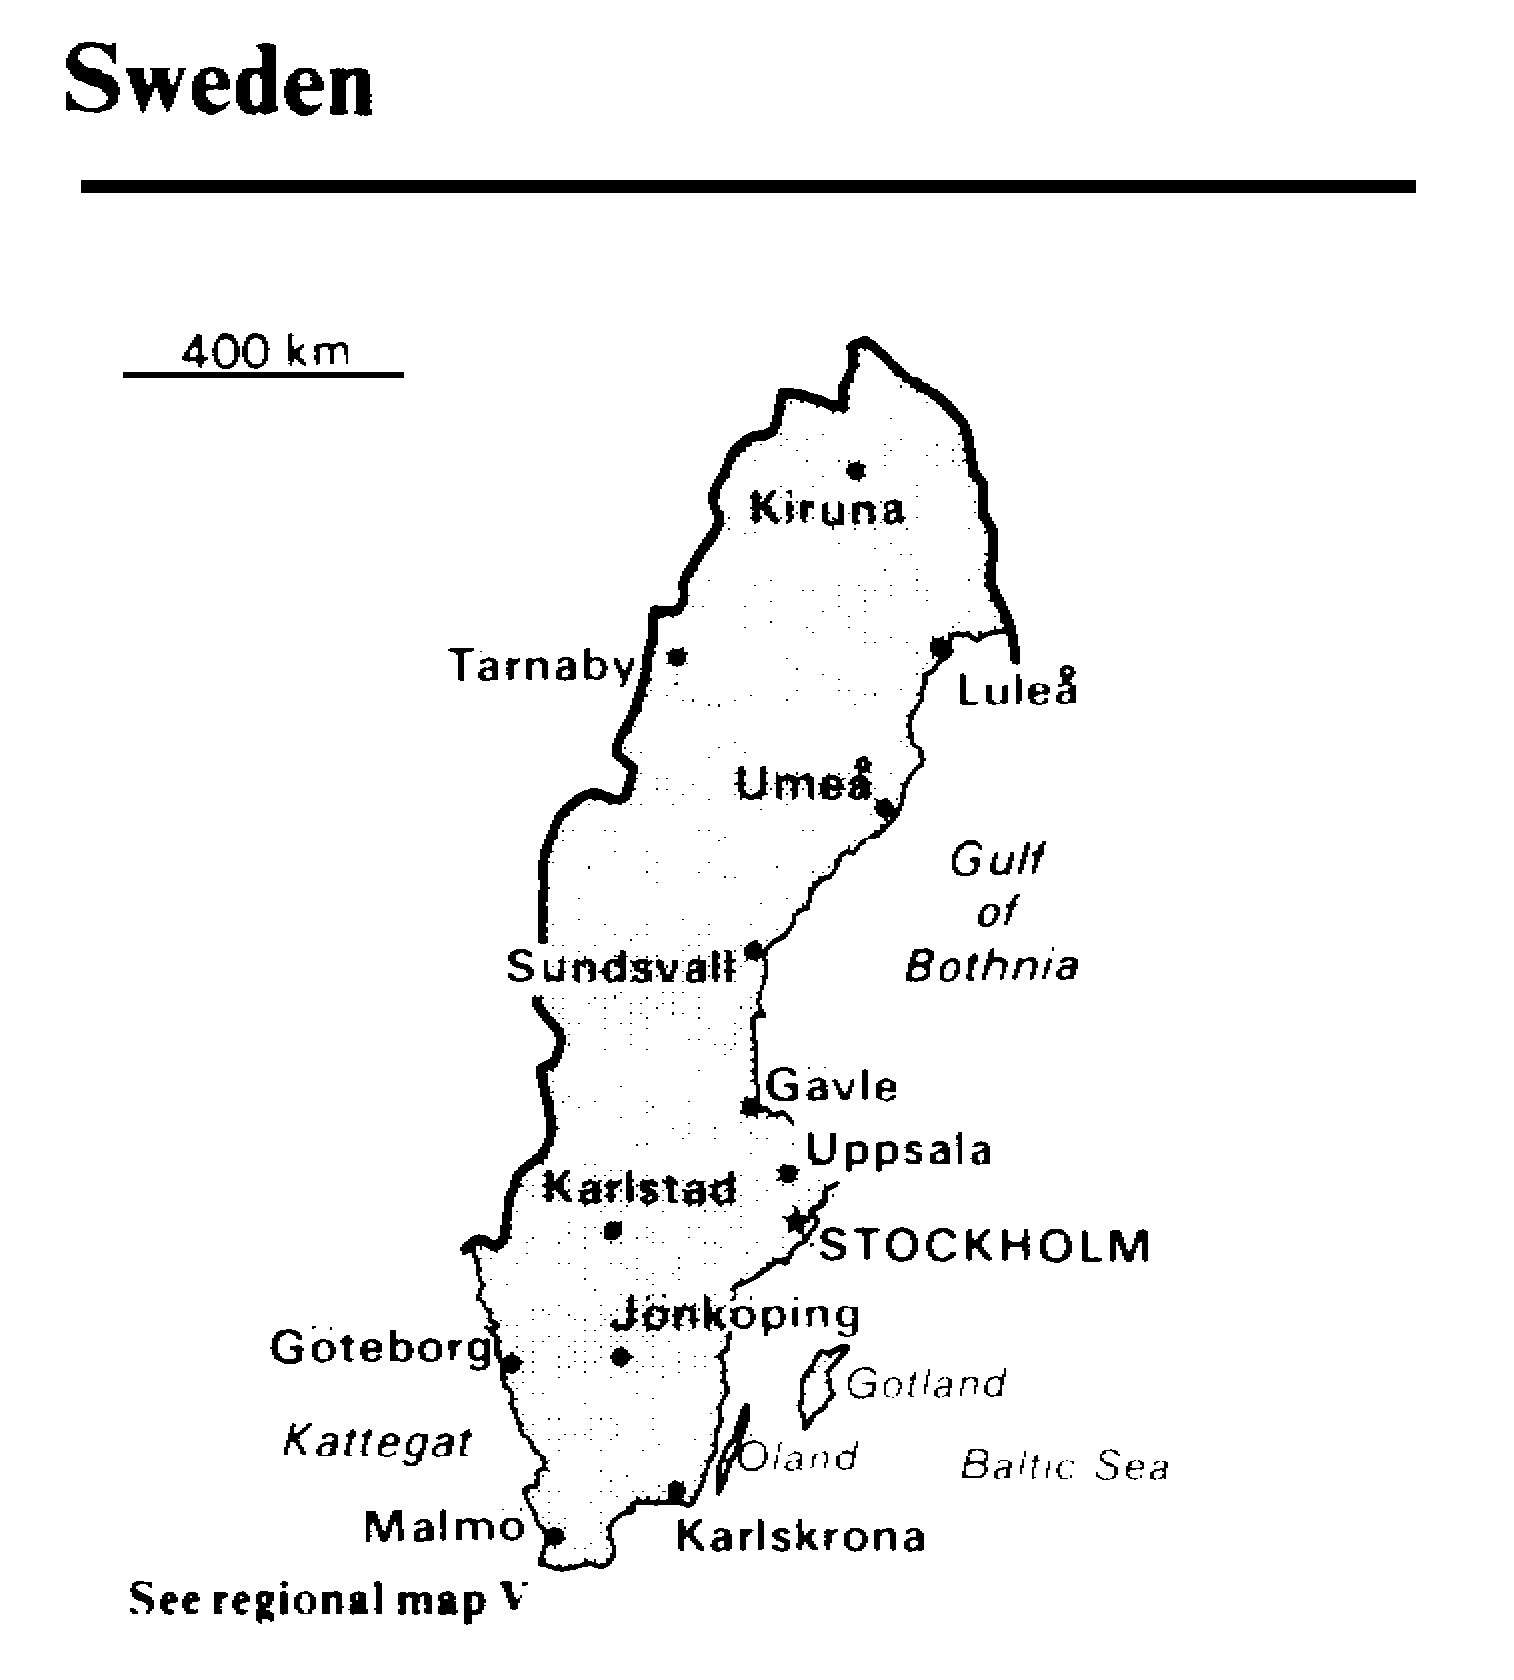 Sweden
400 km
Kiruna
Tarnaby
Luleå
Umeå
Gulf
of
Bothnia
Sundsvall
Gavle
Uppsala
Karlstad
STOCKHOLM
Jonkoping
Goteborg
Gotland
Kattegat
Oland
Baltic Sea
Malmo
Karlskrona
See regional map V